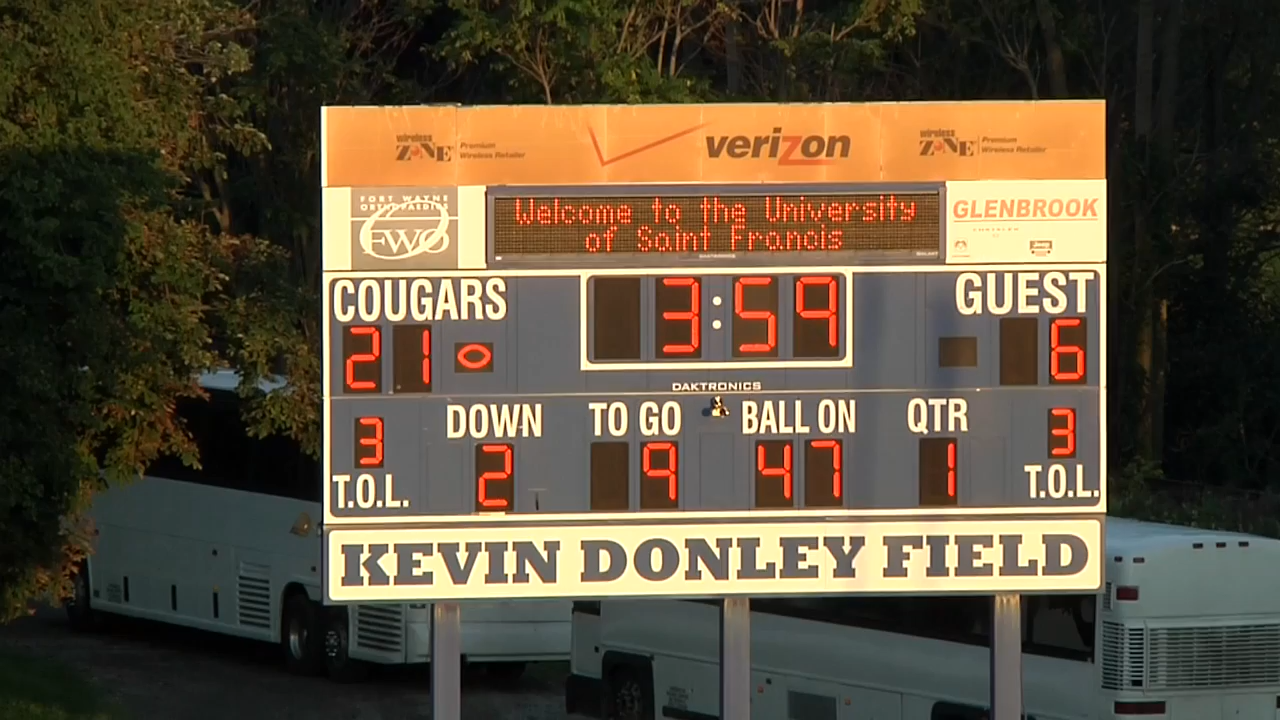 wireless ZONE Premium Wireless Retailer
verizon
wireless ZONE Premium Wireless Retailer
FORT WAYNE
ORTHOPAEDICS
FWO
Welcome to the University
of Saint Francis
GLENBROOK
CHRYSLER
Jeep
COUGARS
3:59
GUEST
21
6
DAKTRONICS
3
DOWN
TO GO
BALL ON
QTR
3
T.O.L.
2
9
47
1
T.O.L.
KEVIN DONLEY FIELD